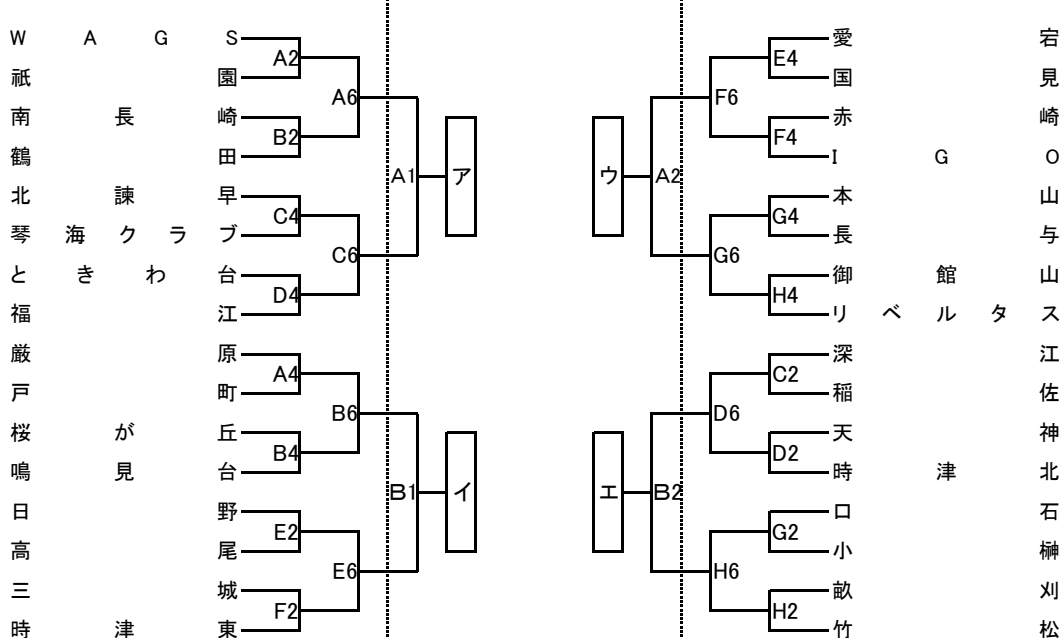 WAGS 愛宕
A2 E4
祇園 国見
A6 F6
南長崎 赤崎
B2 F4
鶴田 IGO
A1 ア ウ A2
北諫早 本山
C4 G4
琴海クラブ 長与
C6 G6
ときわ台 御館山
D4 H4
福江 リベルタス
厳原 深江
A4 C2
戸町 稲佐
B6 D6
桜が丘 天神
B4 D2
鳴見台 時津北
B1 イ エ B2
日野 口石
E2 G2
高尾 小榊
E6 H6
三城 畝刈
F2 H2
時津東 竹松